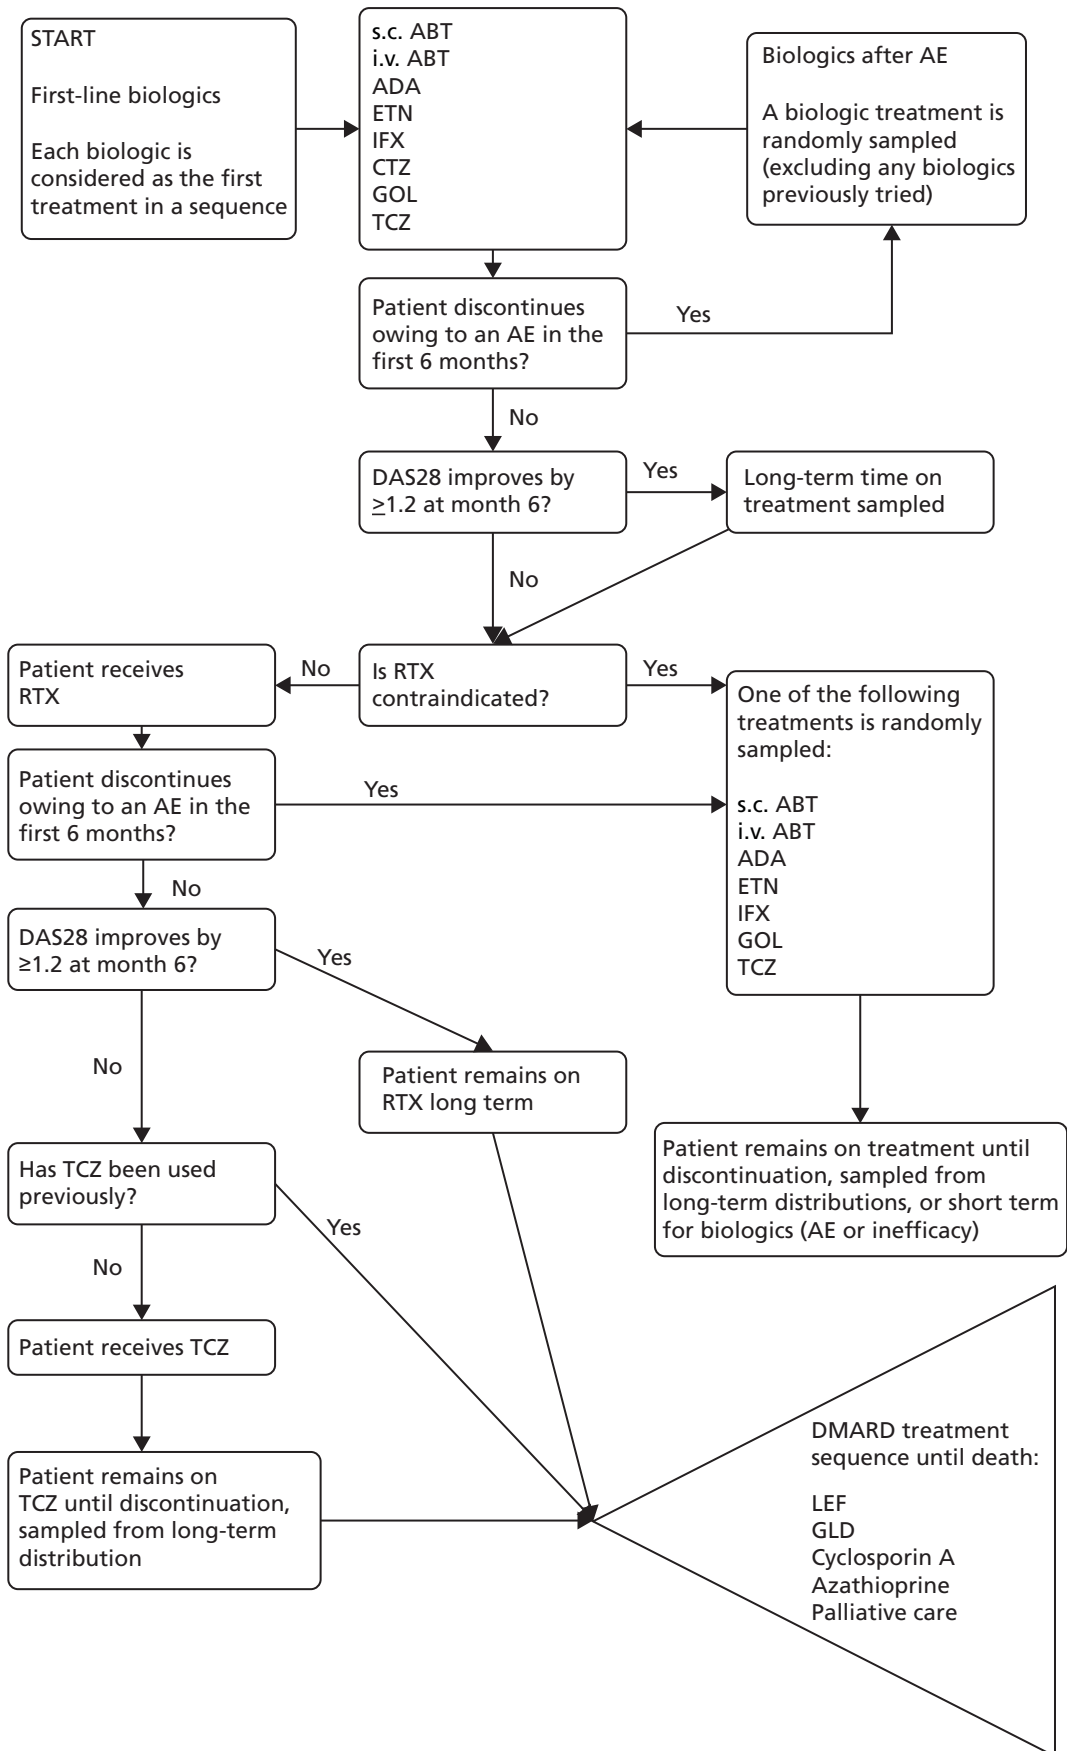 START
First-line biologics
Each biologic is
considered as the first
treatment in a sequence
s.c. ABT
i.v. ABT
ADA
ETN
IFX
CTZ
GOL
TCZ
Biologics after AE
A biologic treatment is
randomly sampled
(excluding any biologics
previously tried)
Patient discontinues
owing to an AE in the
first 6 months?
Yes
No
DAS28 improves by
≥1.2 at month 6?
Yes
Long-term time on
treatment sampled
No
Patient receives
RTX
No
Is RTX
contraindicated?
Yes
One of the following
treatments is randomly
sampled:
s.c. ABT
i.v. ABT
ADA
ETN
IFX
GOL
TCZ
Patient discontinues
owing to an AE in the
first 6 months?
Yes
No
DAS28 improves by
≥1.2 at month 6?
Yes
No
Patient remains on
RTX long term
Patient remains on treatment until
discontinuation, sampled from
long-term distributions, or short term
for biologics (AE or inefficacy)
Has TCZ been used
previously?
Yes
No
Patient receives TCZ
Patient remains on
TCZ until discontinuation,
sampled from long-term
distribution
DMARD treatment
sequence until death:
LEF
GLD
Cyclosporin A
Azathioprine
Palliative care